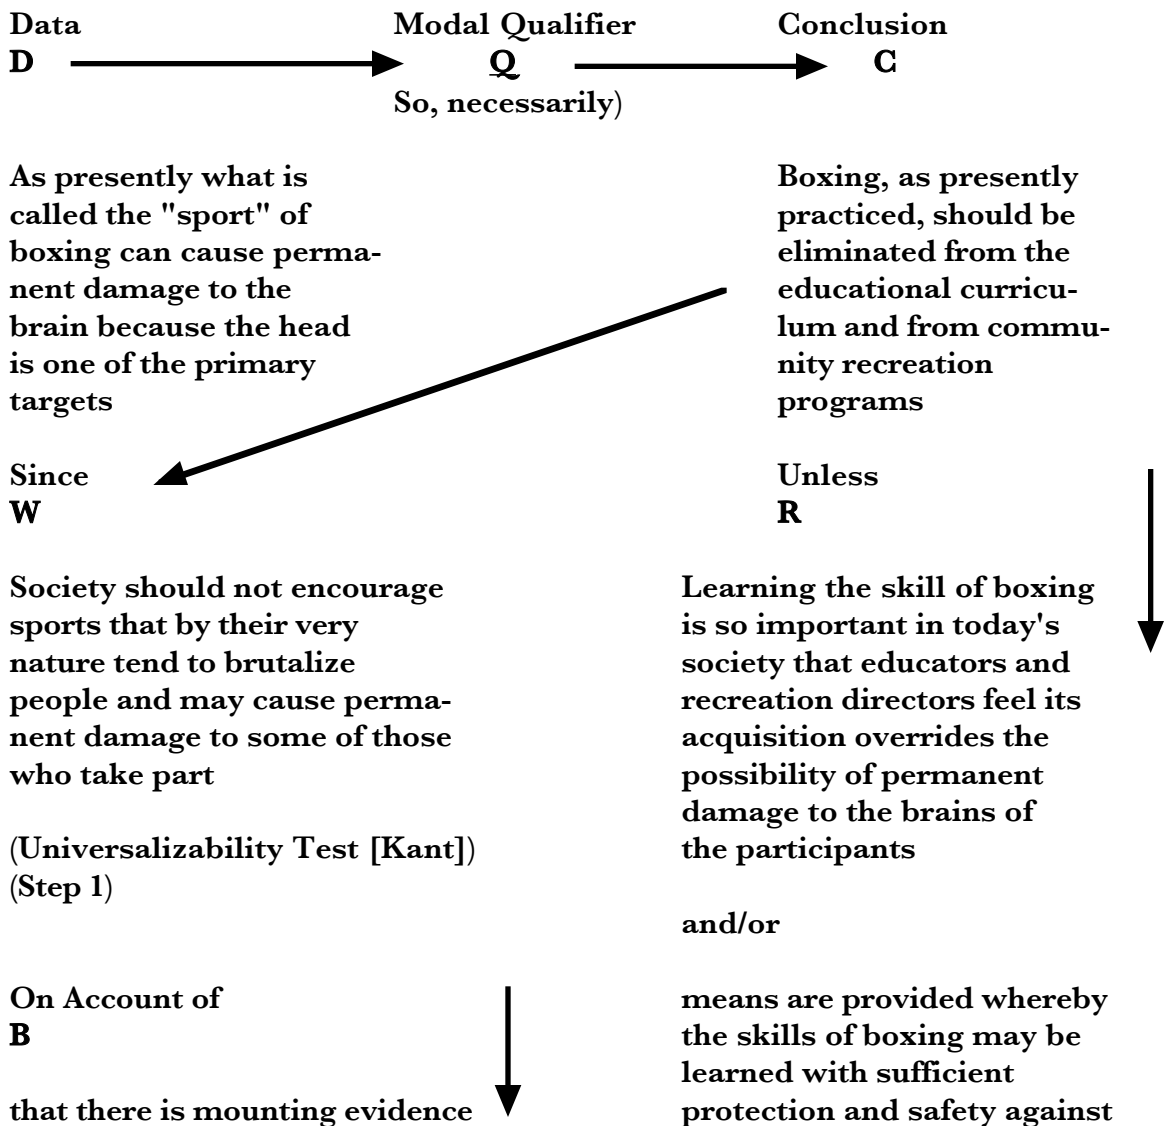 Data Modal Qualifier Conclusion
D Q C
So, necessarily)
As presently what is
called the "sport" of
boxing can cause perma-
nent damage to the
brain because the head
is one of the primary
targets
Boxing, as presently
practiced, should be
eliminated from the
educational curricu-
lum and from commu-
nity recreation
programs
Since
W
Society should not encourage
sports that by their very
nature tend to brutalize
people and may cause perma-
nent damage to some of those
who take part
(Universalizability Test [Kant])
(Step 1)
On Account of
B
that there is mounting evidence
Unless
R
Learning the skill of boxing
is so important in today's
society that educators and
recreation directors feel its
acquisition overrides the
possibility of permanent
damage to the brains of
the participants
and/or
means are provided whereby
the skills of boxing may be
learned with sufficient
protection and safety against